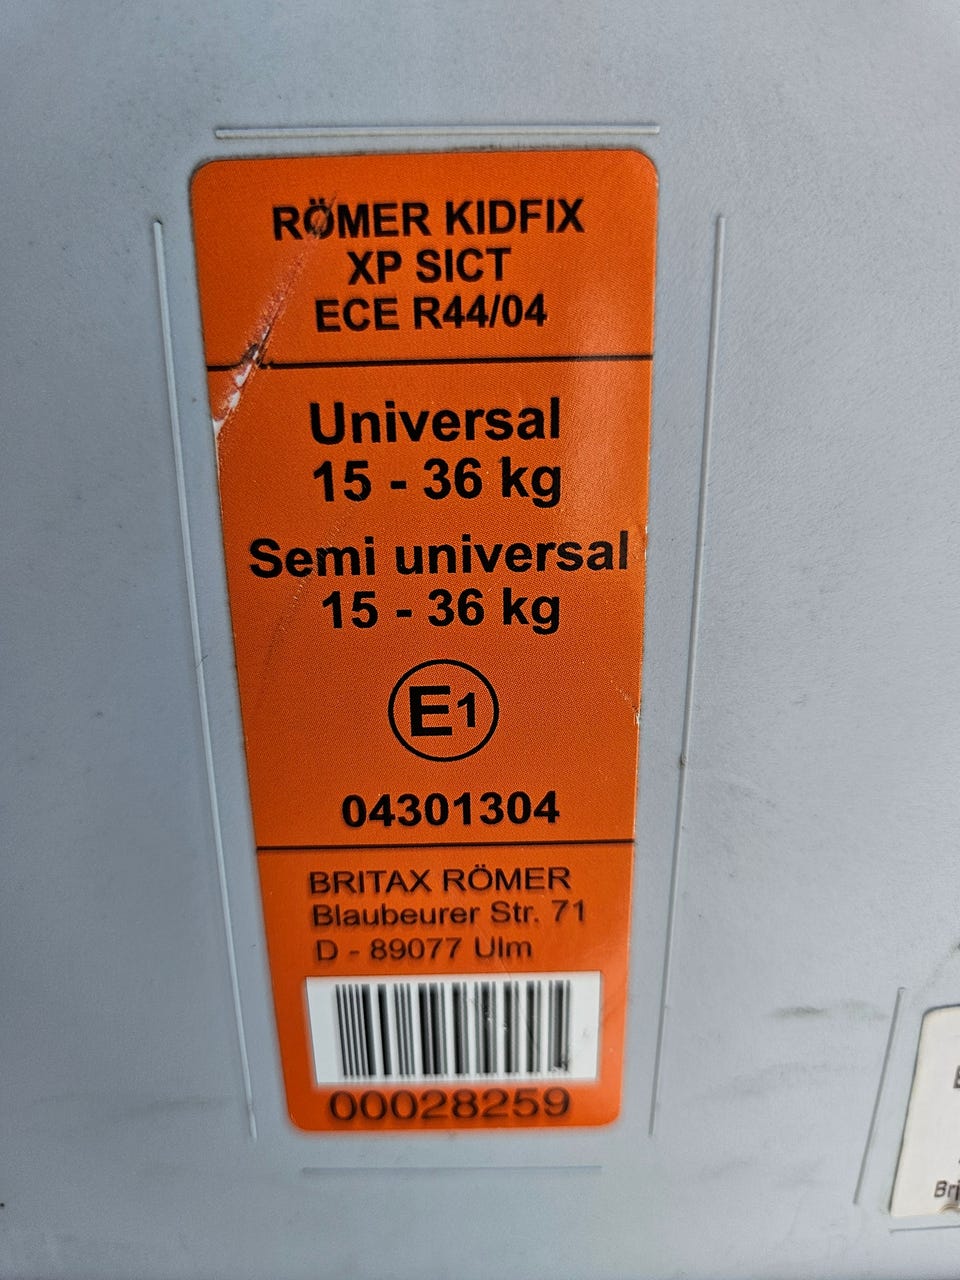 RÖMER KIDFIX
XP SICT
ECE R44/04
Universal
15 - 36 kg
Semi universal
15 - 36 kg
E1
04301304
BRITAX RÖMER
Blaubeurer Str. 71
D - 89077 Ulm
00028259